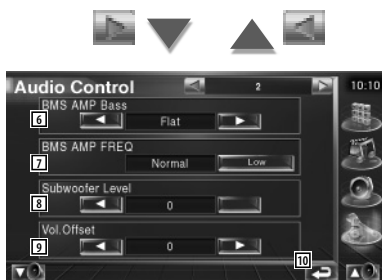 Audio Control 2 10:10
BMS AMP Bass
6 Flat
BMS AMP FREQ
7 Normal Low
Subwoofer Level
8 0
Vol.Offset
9 0
10